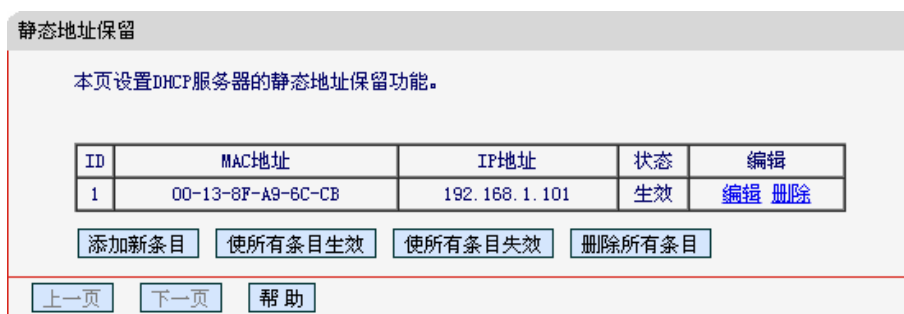 静态地址保留
本页设置DHCP服务器的静态地址保留功能。
ID MAC地址 IP地址 状态 编辑
1 00-13-8F-A9-6C-CB 192.168.1.101 生效 编辑 删除
添加新条目 使所有条目生效 使所有条目失效 删除所有条目
上一页 下一页 帮助